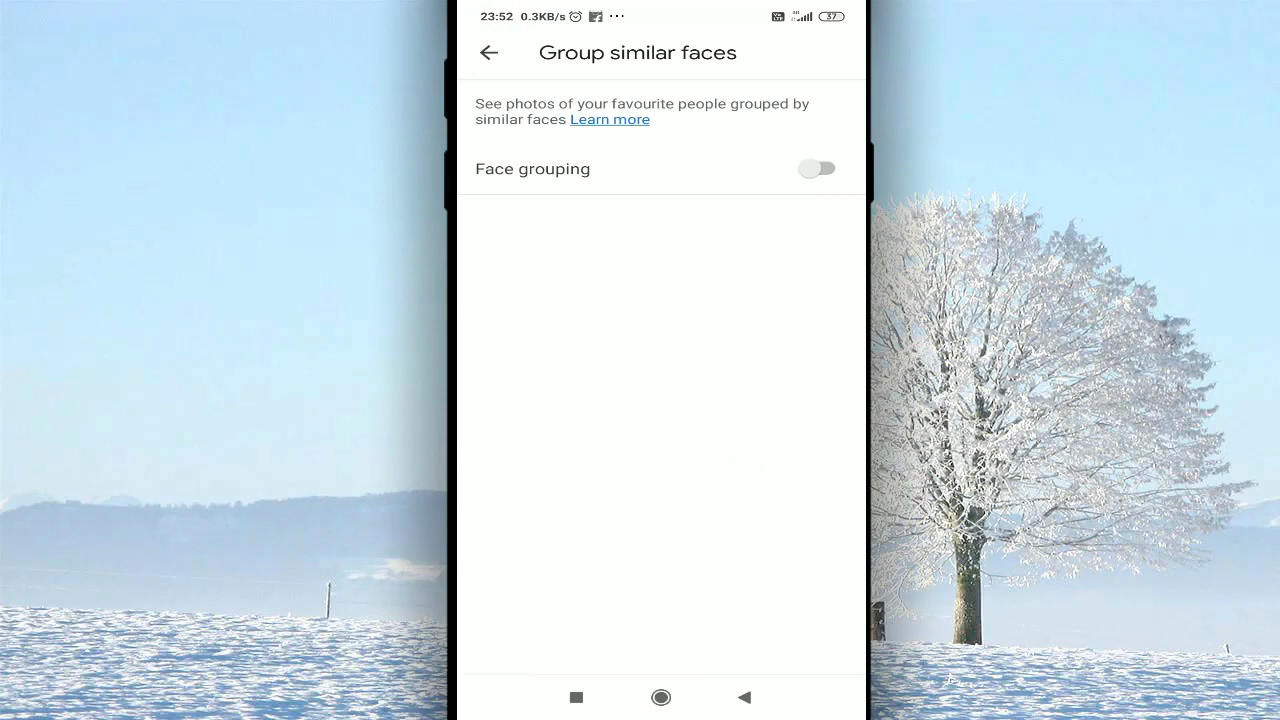 23:52 0.3KB/s ... 37
Group similar faces
See photos of your favourite people grouped by
similar faces Learn more
Face grouping